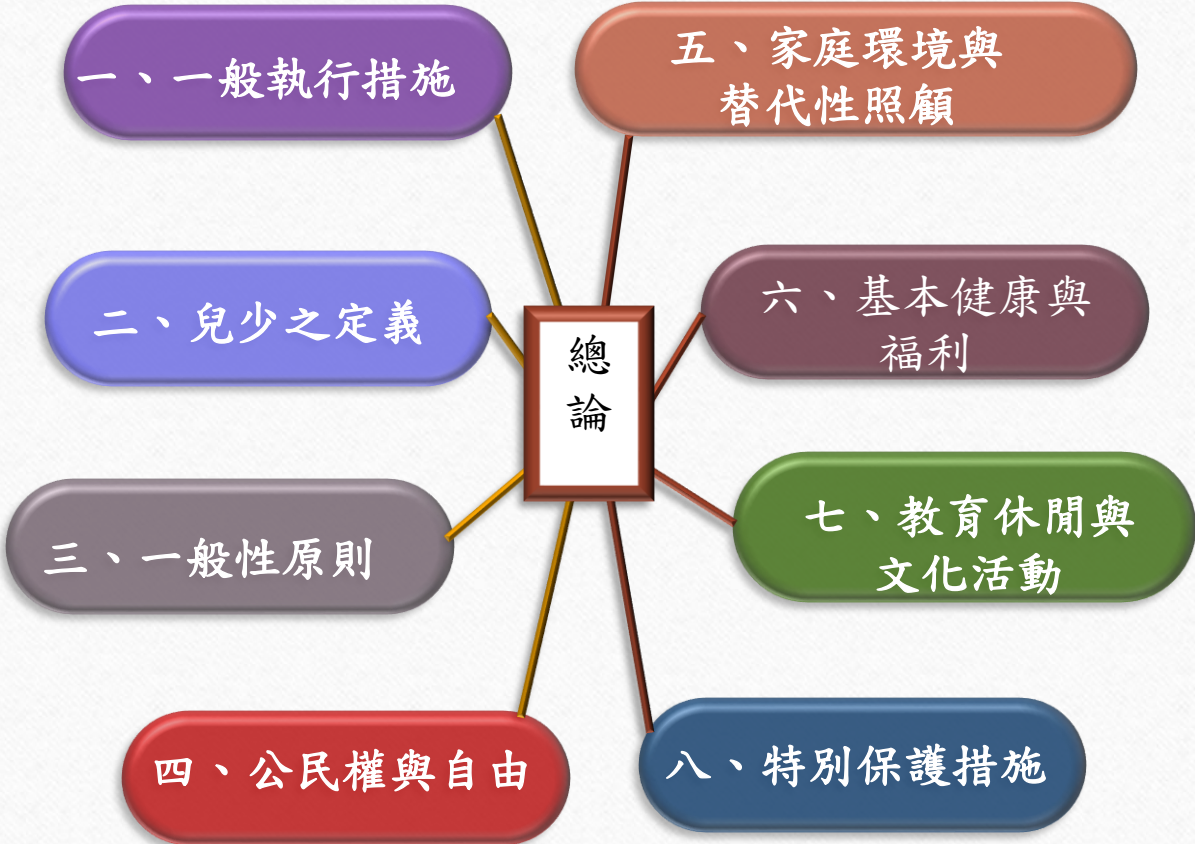 一、一般執行措施
二、兒少之定義
三、一般性原則
四、公民權與自由
總
論
五、家庭環境與
替代性照顧
六、基本健康與
福利
七、教育休閒與
文化活動
八、特別保護措施